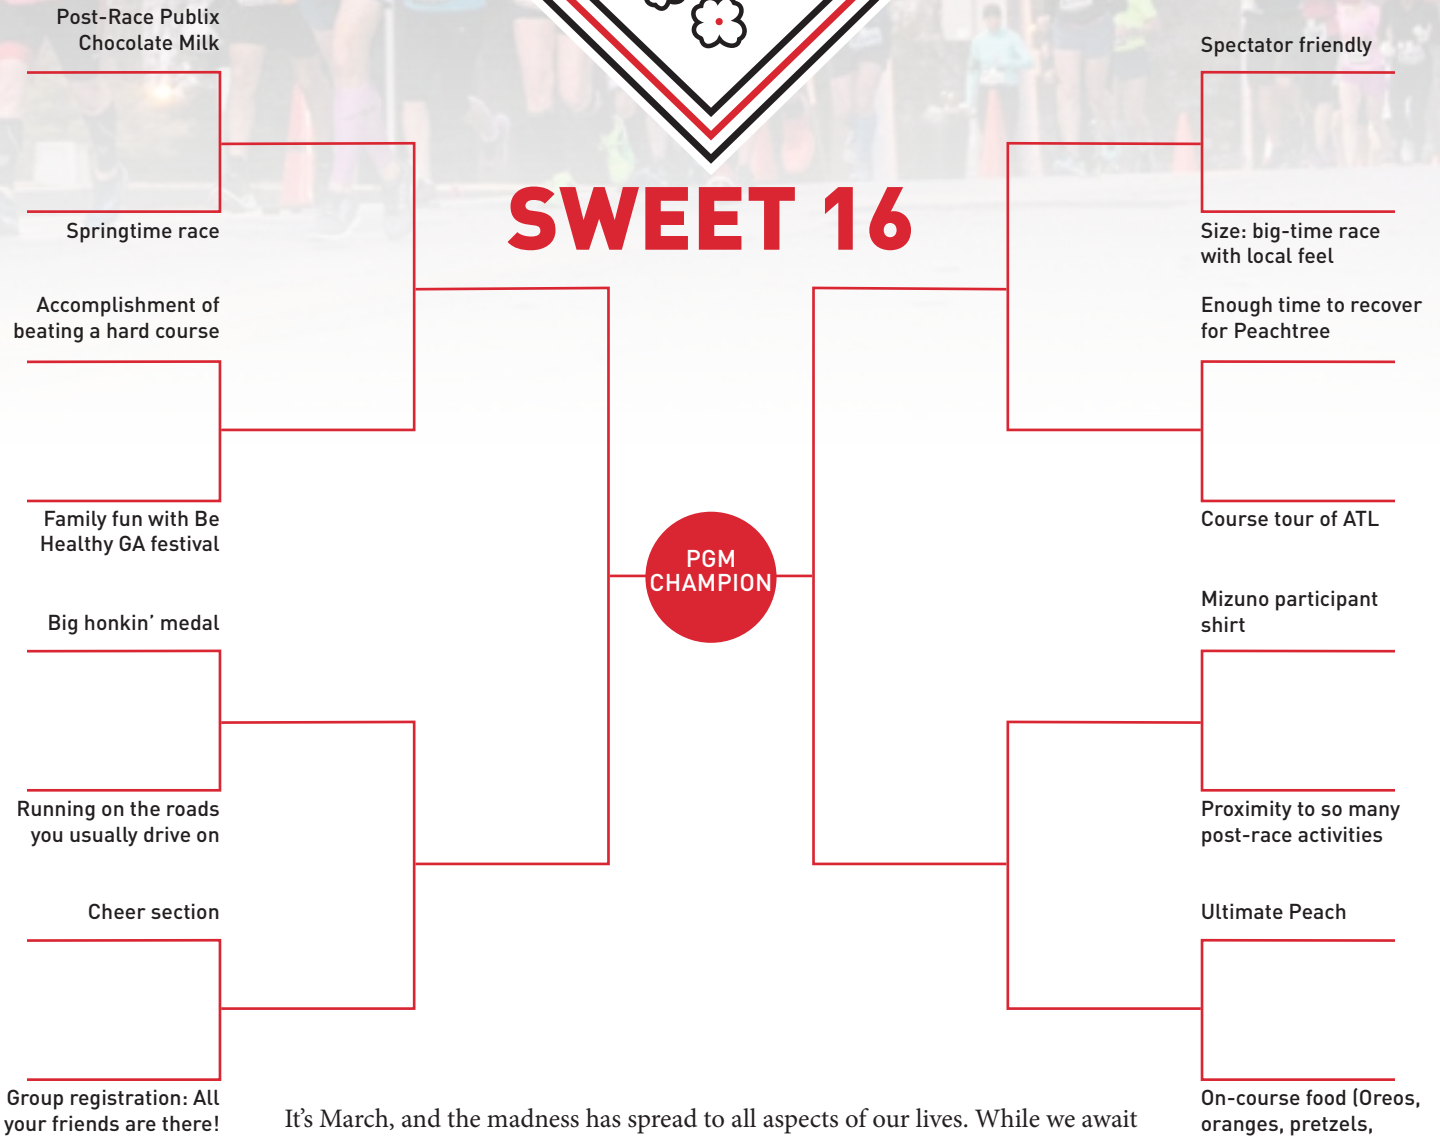 Post-Race Publix
Chocolate Milk
Springtime race
Accomplishment of
beating a hard course
Family fun with Be
Healthy GA festival
Big honkin’ medal
Running on the roads
you usually drive on
Cheer section
Group registration: All
your friends are there!
SWEET 16
PGM
CHAMPION
Spectator friendly
Size: big-time race
with local feel
Enough time to recover
for Peachtree
Course tour of ATL
Mizuno participant
shirt
Proximity to so many
post-race activities
Ultimate Peach
On-course food (Oreos,
oranges, pretzels,
It’s March, and the madness has spread to all aspects of our lives. While we await